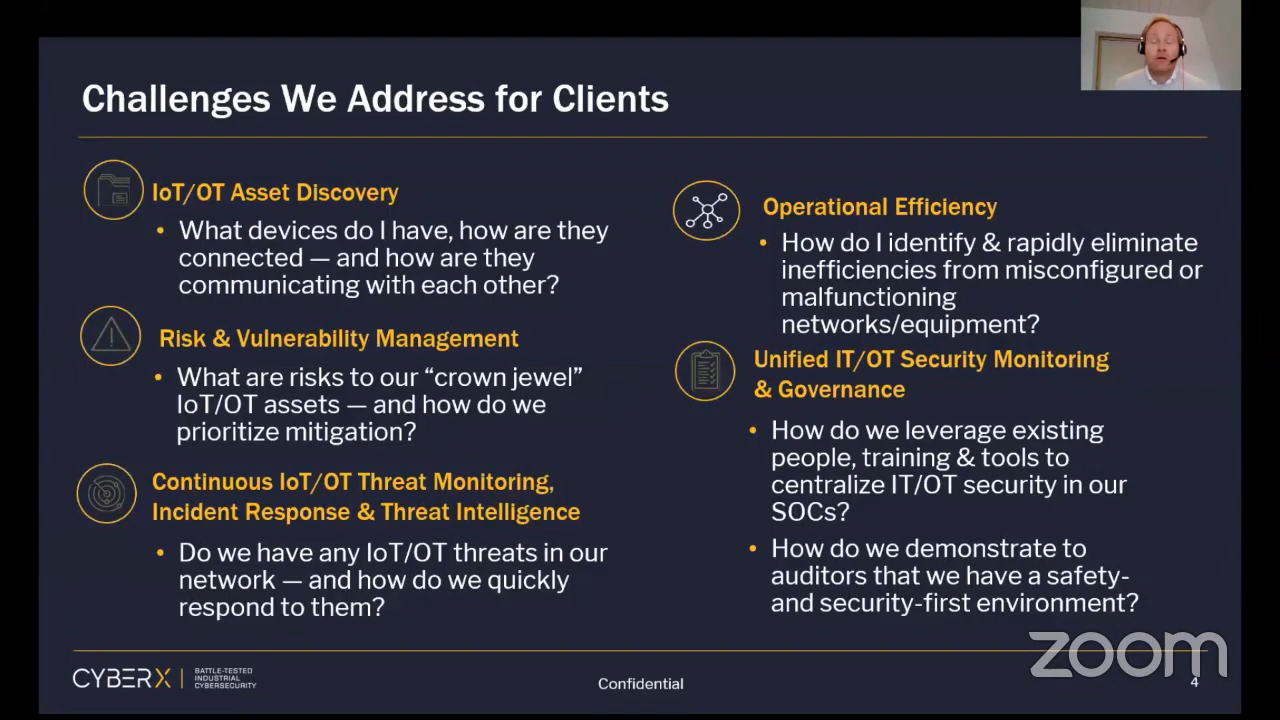 Challenges We Address for Clients
IoT/OT Asset Discovery
• What devices do I have, how are they
connected — and how are they
communicating with each other?
Risk & Vulnerability Management
• What are risks to our “crown jewel”
IoT/OT assets — and how do we
prioritize mitigation?
Continuous IoT/OT Threat Monitoring,
Incident Response & Threat Intelligence
• Do we have any IoT/OT threats in our
network — and how do we quickly
respond to them?
Operational Efficiency
• How do I identify & rapidly eliminate
inefficiencies from misconfigured or
malfunctioning
networks/equipment?
Unified IT/OT Security Monitoring
& Governance
• How do we leverage existing
people, training & tools to
centralize IT/OT security in our
SOCs?
• How do we demonstrate to
auditors that we have a safety-
and security-first environment?
CYBERX
BATTLE-TESTED
INDUSTRIAL
CYBERSECURITY
Confidential
zoom
4